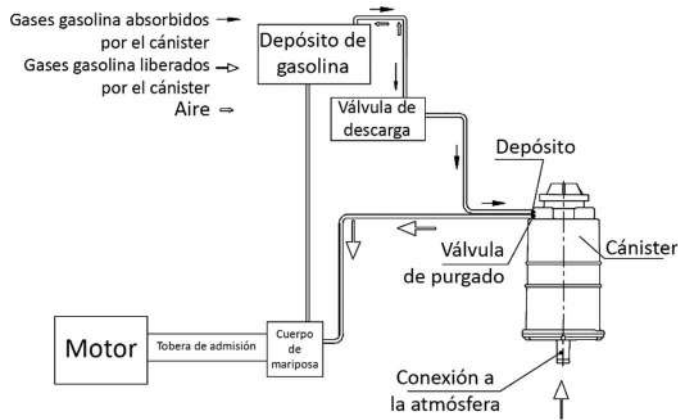 Gases gasolina absorbidos
por el cánister
Gases gasolina liberados
por el cánister
Aire
Depósito de
gasolina
Válvula de
descarga
Depósito
Válvula
de purgado
Cánister
Motor
Tobera de admisión
Cuerpo
de
mariposa
Conexión a
la atmósfera